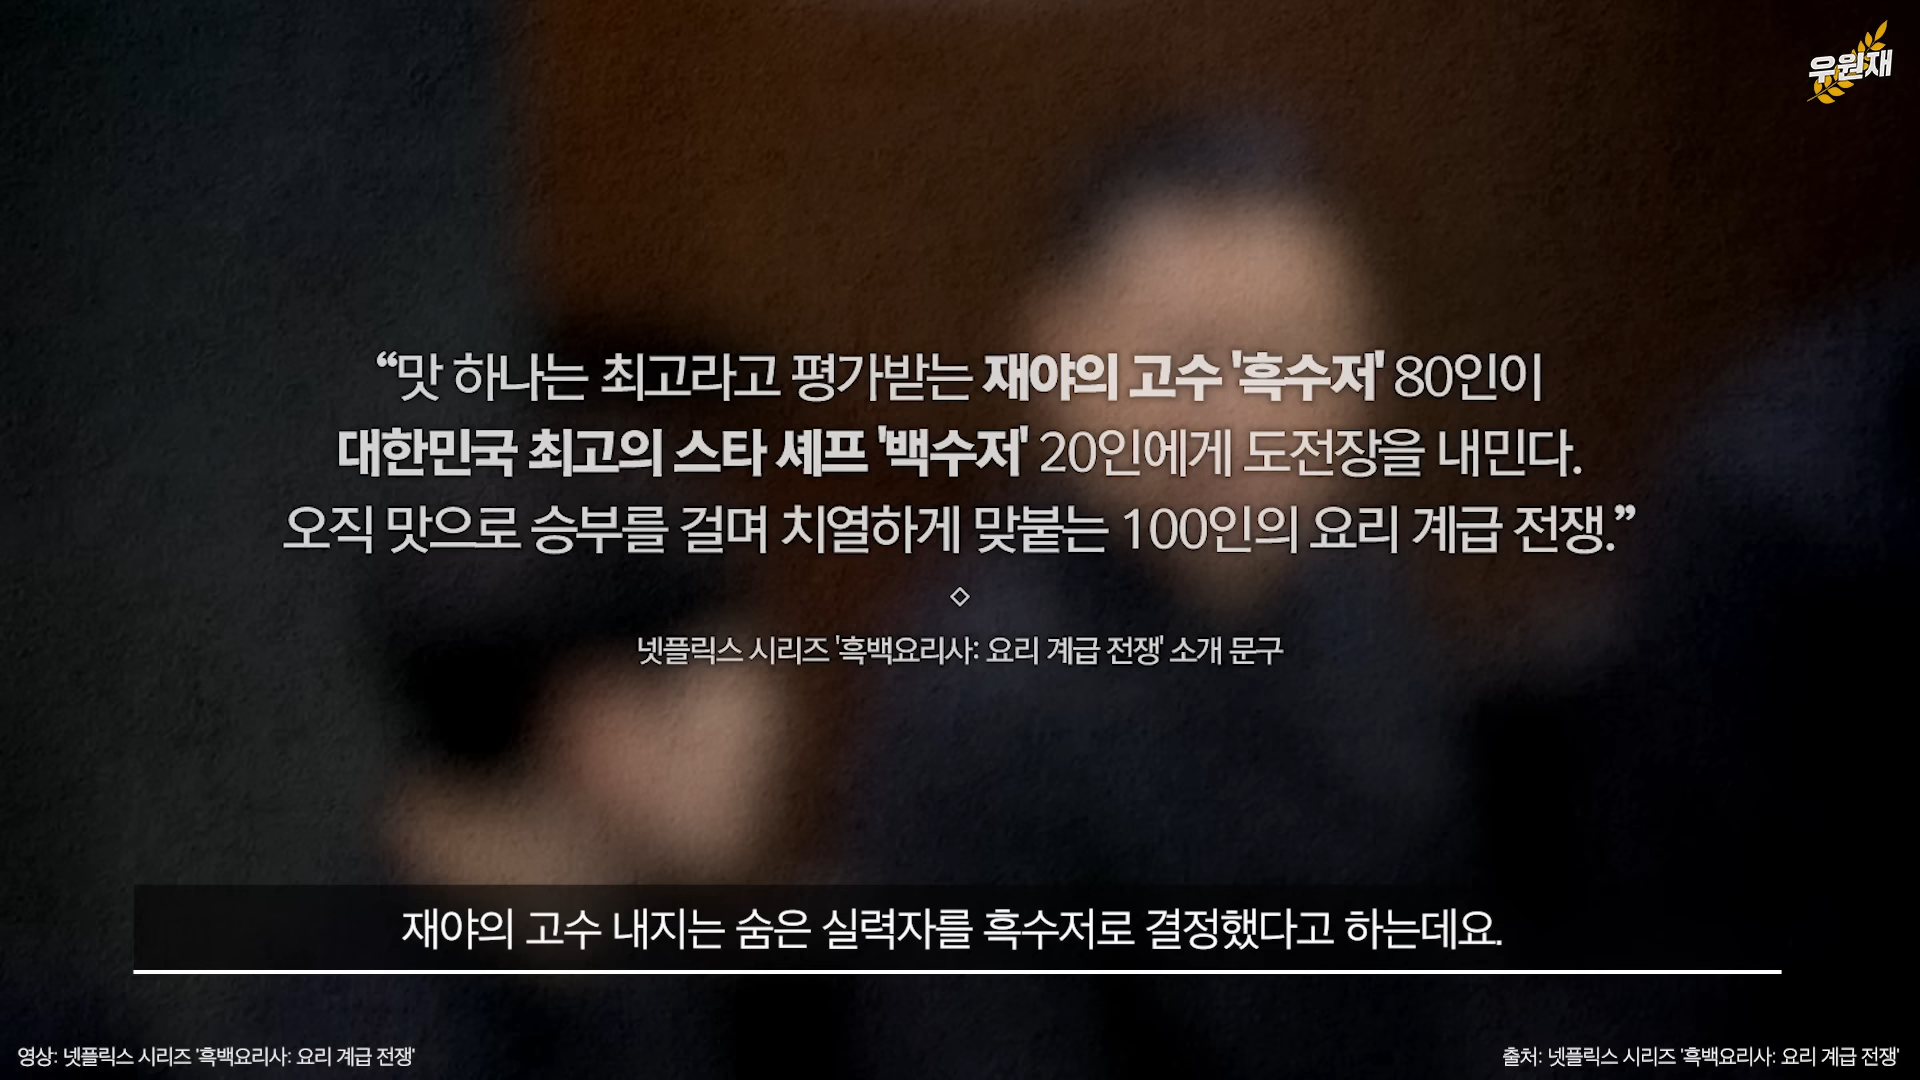 우원재
“맛 하나는 최고라고 평가받는 재야의 고수 '흑수저' 80인이
대한민국 최고의 스타 셰프 '백수저' 20인에게 도전장을 내민다.
오직 맛으로 승부를 걸며 치열하게 맞붙는 100인의 요리 계급 전쟁.”
넷플릭스 시리즈 '흑백요리사: 요리 계급 전쟁' 소개 문구
재야의 고수 내지는 숨은 실력자를 흑수저로 결정했다고 하는데요.
영상: 넷플릭스 시리즈 '흑백요리사: 요리 계급 전쟁'
출처: 넷플릭스 시리즈 '흑백요리사: 요리 계급 전쟁'